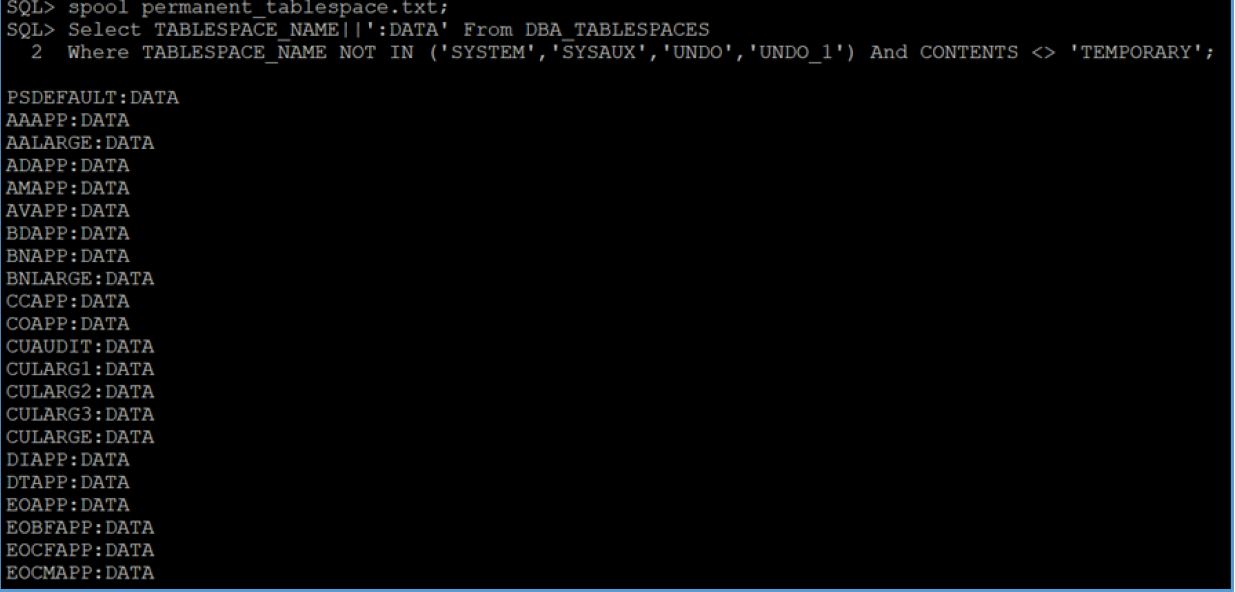 SQL> spool permanent_tablespace.txt;
SQL> Select TABLESPACE_NAME||':DATA' From DBA_TABLESPACES
2 Where TABLESPACE_NAME NOT IN ('SYSTEM','SYSAUX','UNDO','UNDO_1') And CONTENTS <> 'TEMPORARY';
PSDEFAULT:DATA
AAAPP:DATA
AALARGE:DATA
ADAPP:DATA
AMAPP:DATA
AVAPP:DATA
BDAPP:DATA
BNAPP:DATA
BNLARGE:DATA
CCAPP:DATA
COAPP:DATA
CUAUDIT:DATA
CULARG1:DATA
CULARG2:DATA
CULARG3:DATA
CULARGE:DATA
DIAPP:DATA
DTAPP:DATA
EOAPP:DATA
EOBFAPP:DATA
EOCFAPP:DATA
EOCMAPP:DATA